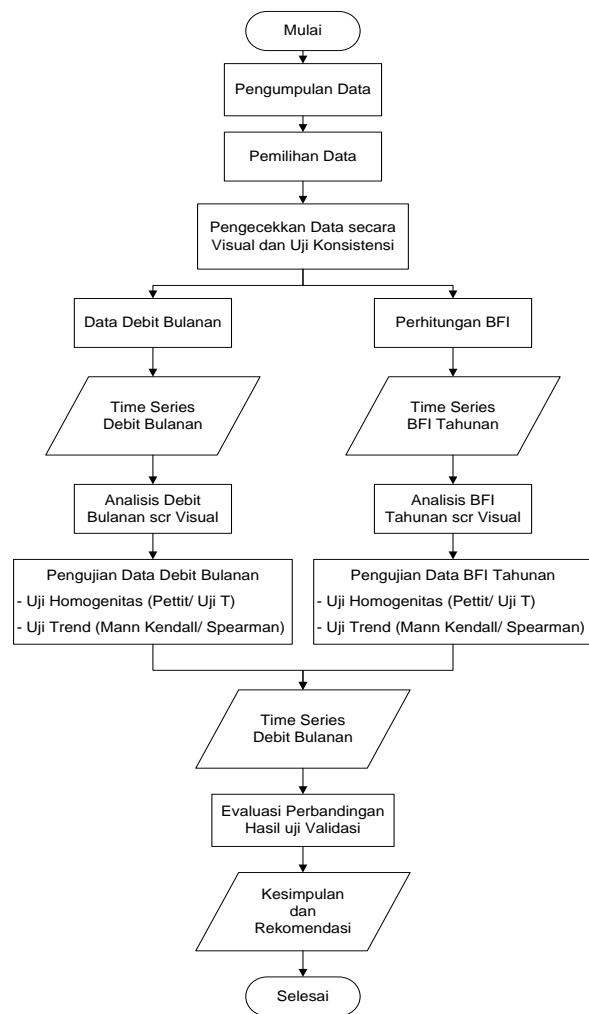 Mulai
Pengumpulan Data
Pemilihan Data
Pengecekkan Data secara
Visual dan Uji Konsistensi
Data Debit Bulanan
Perhitungan BFI
Time Series
Debit Bulanan
Time Series
BFI Tahunan
Analisis Debit
Bulanan scr Visual
Analisis BFI
Tahunan scr Visual
Pengujian Data Debit Bulanan
- Uji Homogenitas (Pettit/ Uji T)
- Uji Trend (Mann Kendall/ Spearman)
Pengujian Data BFI Tahunan
- Uji Homogenitas (Pettit/ Uji T)
- Uji Trend (Mann Kendall/ Spearman)
Time Series
Debit Bulanan
Evaluasi Perbandingan
Hasil uji Validasi
Kesimpulan
dan
Rekomendasi
Selesai